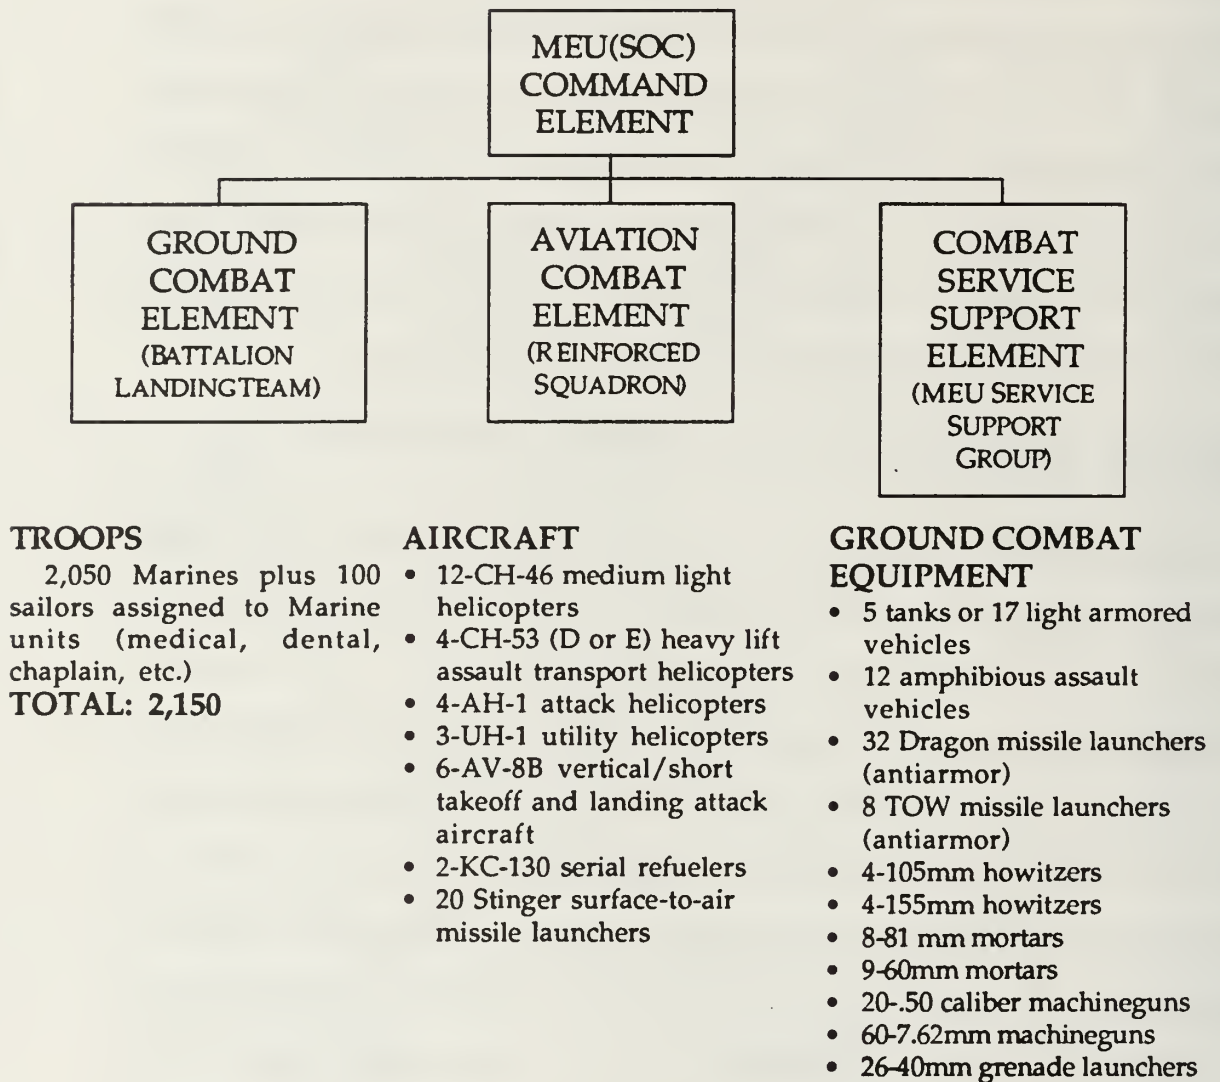 MEU(SOC)
COMMAND
ELEMENT
GROUND
COMBAT
ELEMENT
(BATTALION
LANDINGTEAM)
AVIATION
COMBAT
ELEMENT
(REINFORCED
SQUADRON)
COMBAT
SERVICE
SUPPORT
ELEMENT
(MEU SERVICE
SUPPORT
GROUP)
TROOPS
2,050 Marines plus 100
sailors assigned to Marine
units (medical, dental,
chaplain, etc.)
TOTAL: 2,150
AIRCRAFT
• 12-CH-46 medium light
helicopters
• 4-CH-53 (D or E) heavy lift
assault transport helicopters
• 4-AH-1 attack helicopters
• 3-UH-1 utility helicopters
• 6-AV-8B vertical/short
takeoff and landing attack
aircraft
• 2-KC-130 serial refuelers
• 20 Stinger surface-to-air
missile launchers
GROUND COMBAT
EQUIPMENT
• 5 tanks or 17 light armored
vehicles
• 12 amphibious assault
vehicles
• 32 Dragon missile launchers
(antiarmor)
• 8 TOW missile launchers
(antiarmor)
• 4-105mm howitzers
• 4-155mm howitzers
• 8-81 mm mortars
• 9-60mm mortars
• 20-.50 caliber machineguns
• 60-7.62mm machineguns
• 26-40mm grenade launchers